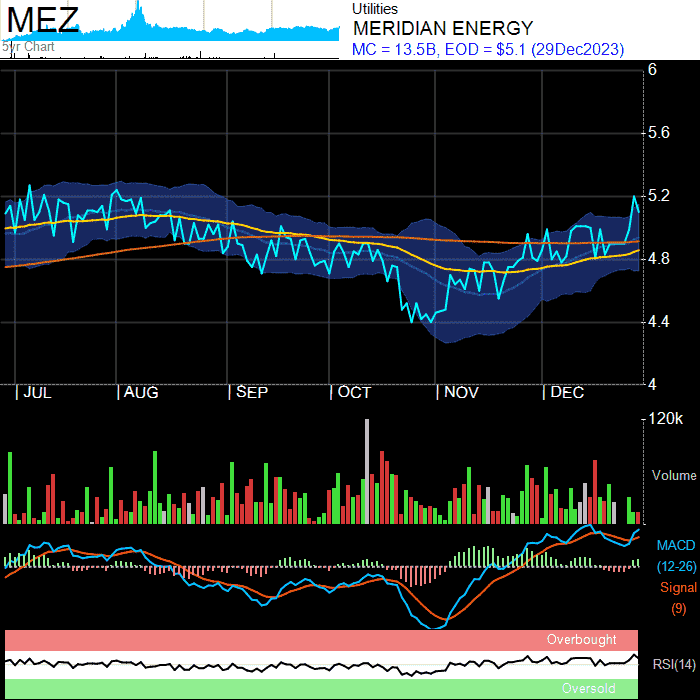 MEZ
5yr Chart
Utilities
MERIDIAN ENERGY
MC = 13.5B, EOD = $5.1 (29Dec2023)
6
5.6
5.2
4.8
4.4
4
| JUL | AUG | SEP | OCT | NOV | DEC
120k
Volume
MACD
(12-26)
Signal
(9)
Overbought
RSI(14)
Oversold